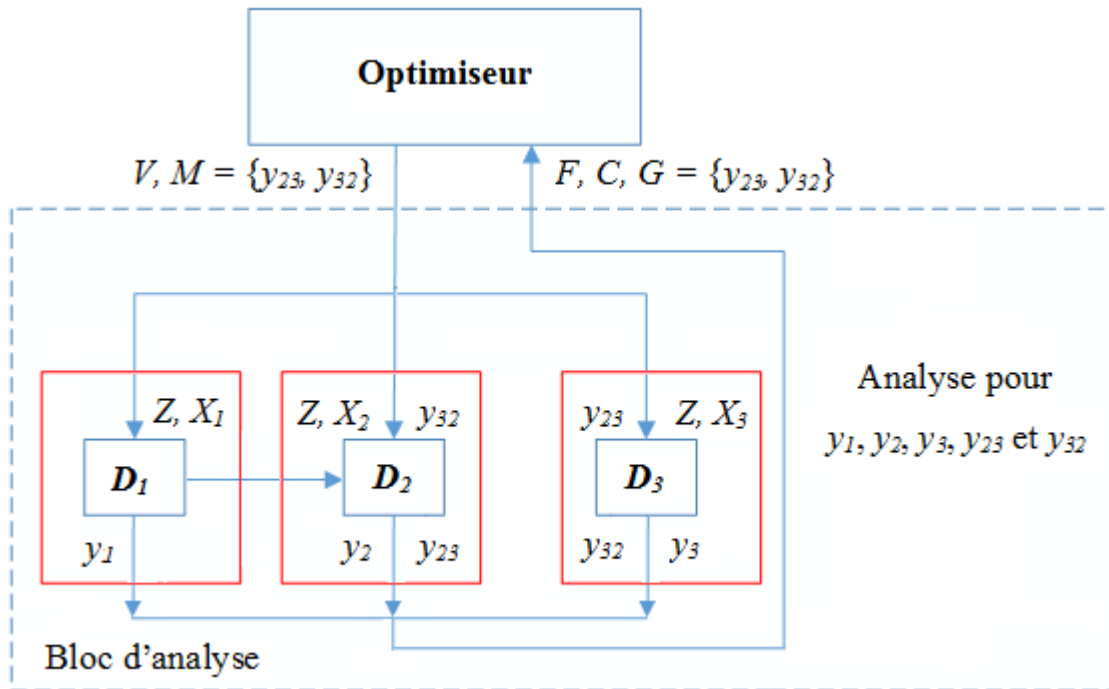 Optimiseur
V, M = {y23, y32}
F, C, G = {y23, y32}
Z, X1
Z, X2
y32
y23
Z, X3
D1
D2
D3
y1
y2
y23
y32
y3
Analyse pour
y1, y2, y3, y23 et y32
Bloc d'analyse